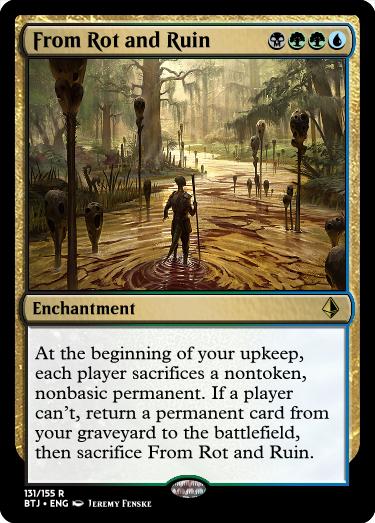 From Rot and Ruin
Enchantment
At the beginning of your upkeep,
each player sacrifices a nontoken,
nonbasic permanent. If a player
can't, return a permanent card from
your graveyard to the battlefield,
then sacrifice From Rot and Ruin.
131/155 R
BTJ • ENG Jeremy Fenske